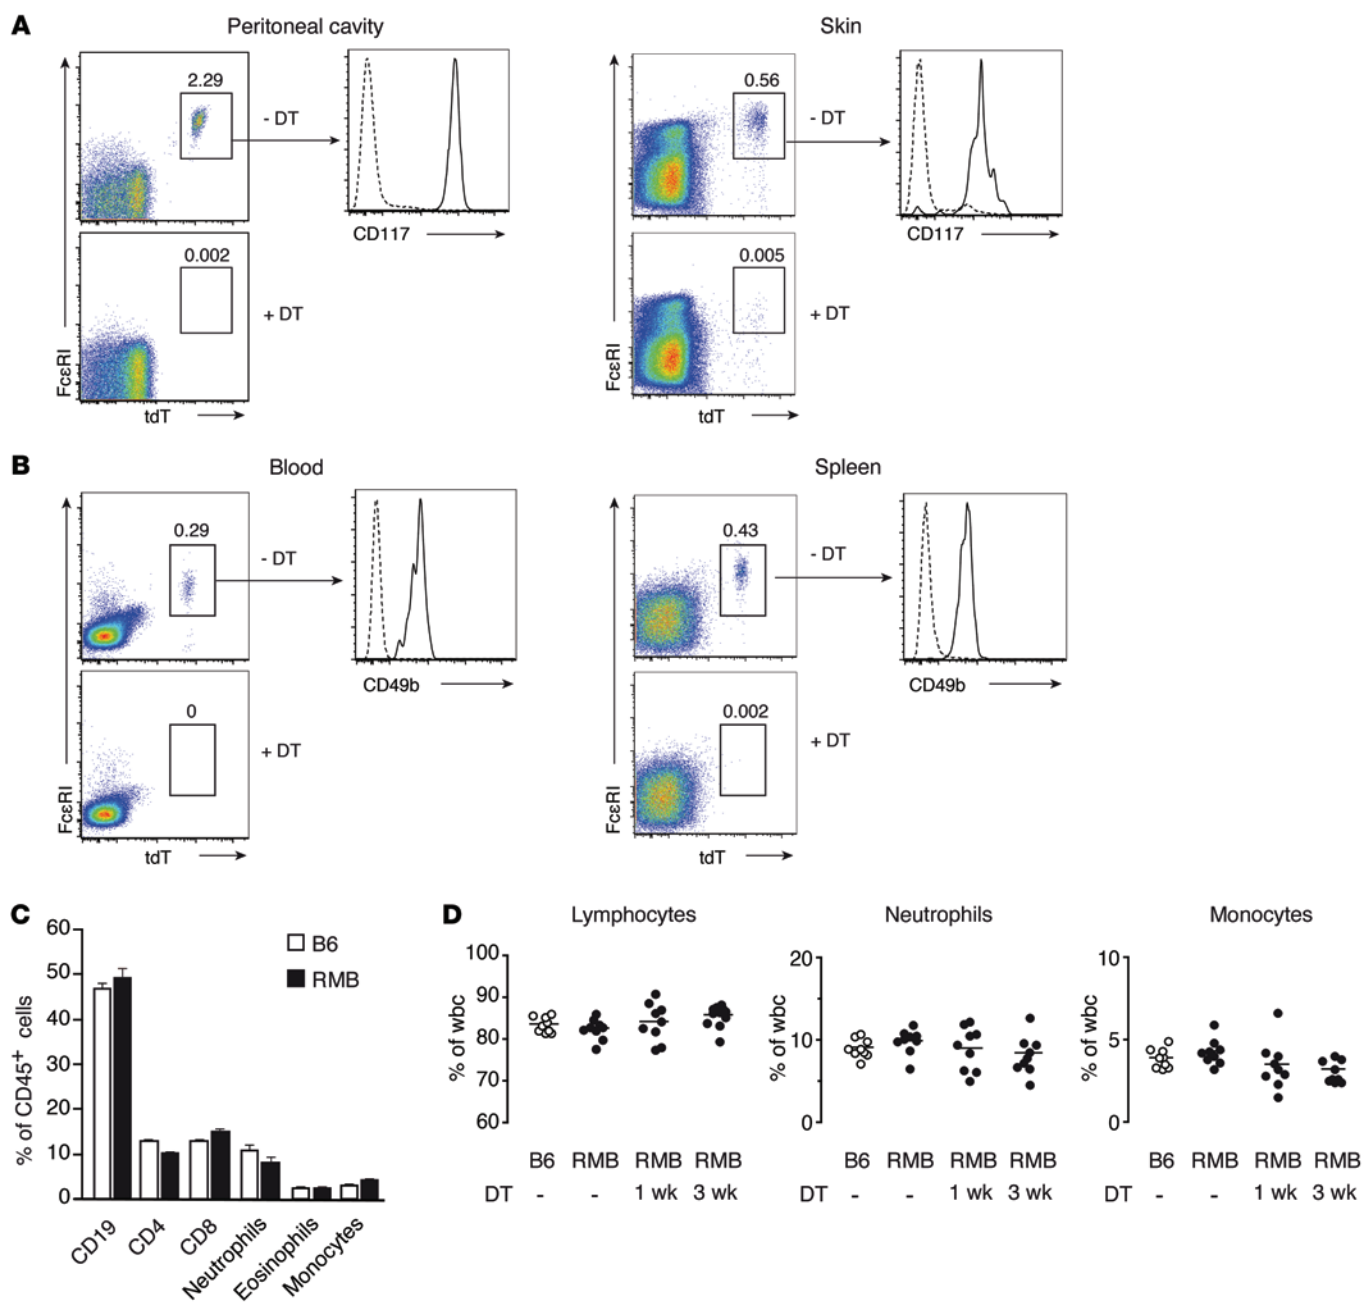 A
Peritoneal cavity
Skin
2.29
- DT
0.56
- DT
CD117
CD117
0.002
+ DT
0.005
+ DT
FcεRI
tdT
FcεRI
tdT
B
Blood
Spleen
0.29
- DT
0.43
- DT
CD49b
CD49b
0
+ DT
0.002
+ DT
FcεRI
tdT
FcεRI
tdT
C
% of CD45+ cells
60
50
40
30
20
10
0
B6
RMB
CD19
CD4
CD8
Neutrophils
Eosinophils
Monocytes
D
Lymphocytes
% of wbc
100
90
80
70
60
Neutrophils
% of wbc
20
10
0
Monocytes
% of wbc
10
5
0
B6 RMB RMB RMB
B6 RMB RMB RMB
B6 RMB RMB RMB
DT - - 1 wk 3 wk
DT - - 1 wk 3 wk
DT - - 1 wk 3 wk